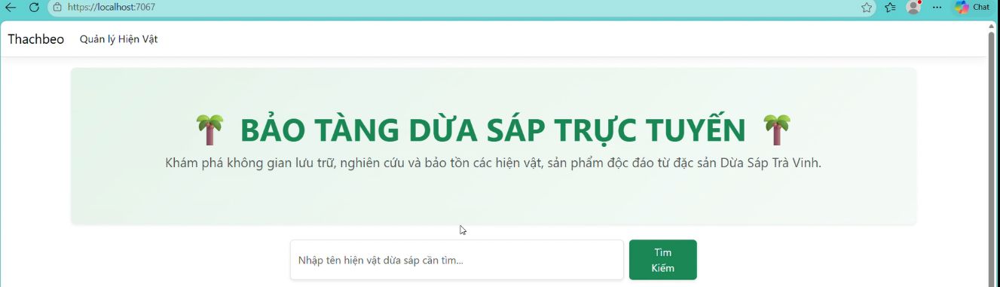 https://localhost:7067
Chat
Thachbeo Quản lý Hiện Vật
BẢO TÀNG DỪA SÁP TRỰC TUYẾN
Khám phá không gian lưu trữ, nghiên cứu và bảo tồn các hiện vật, sản phẩm độc đáo từ đặc sản Dừa Sáp Trà Vinh.
Nhập tên hiện vật dừa sáp cần tìm...
Tìm
Kiếm